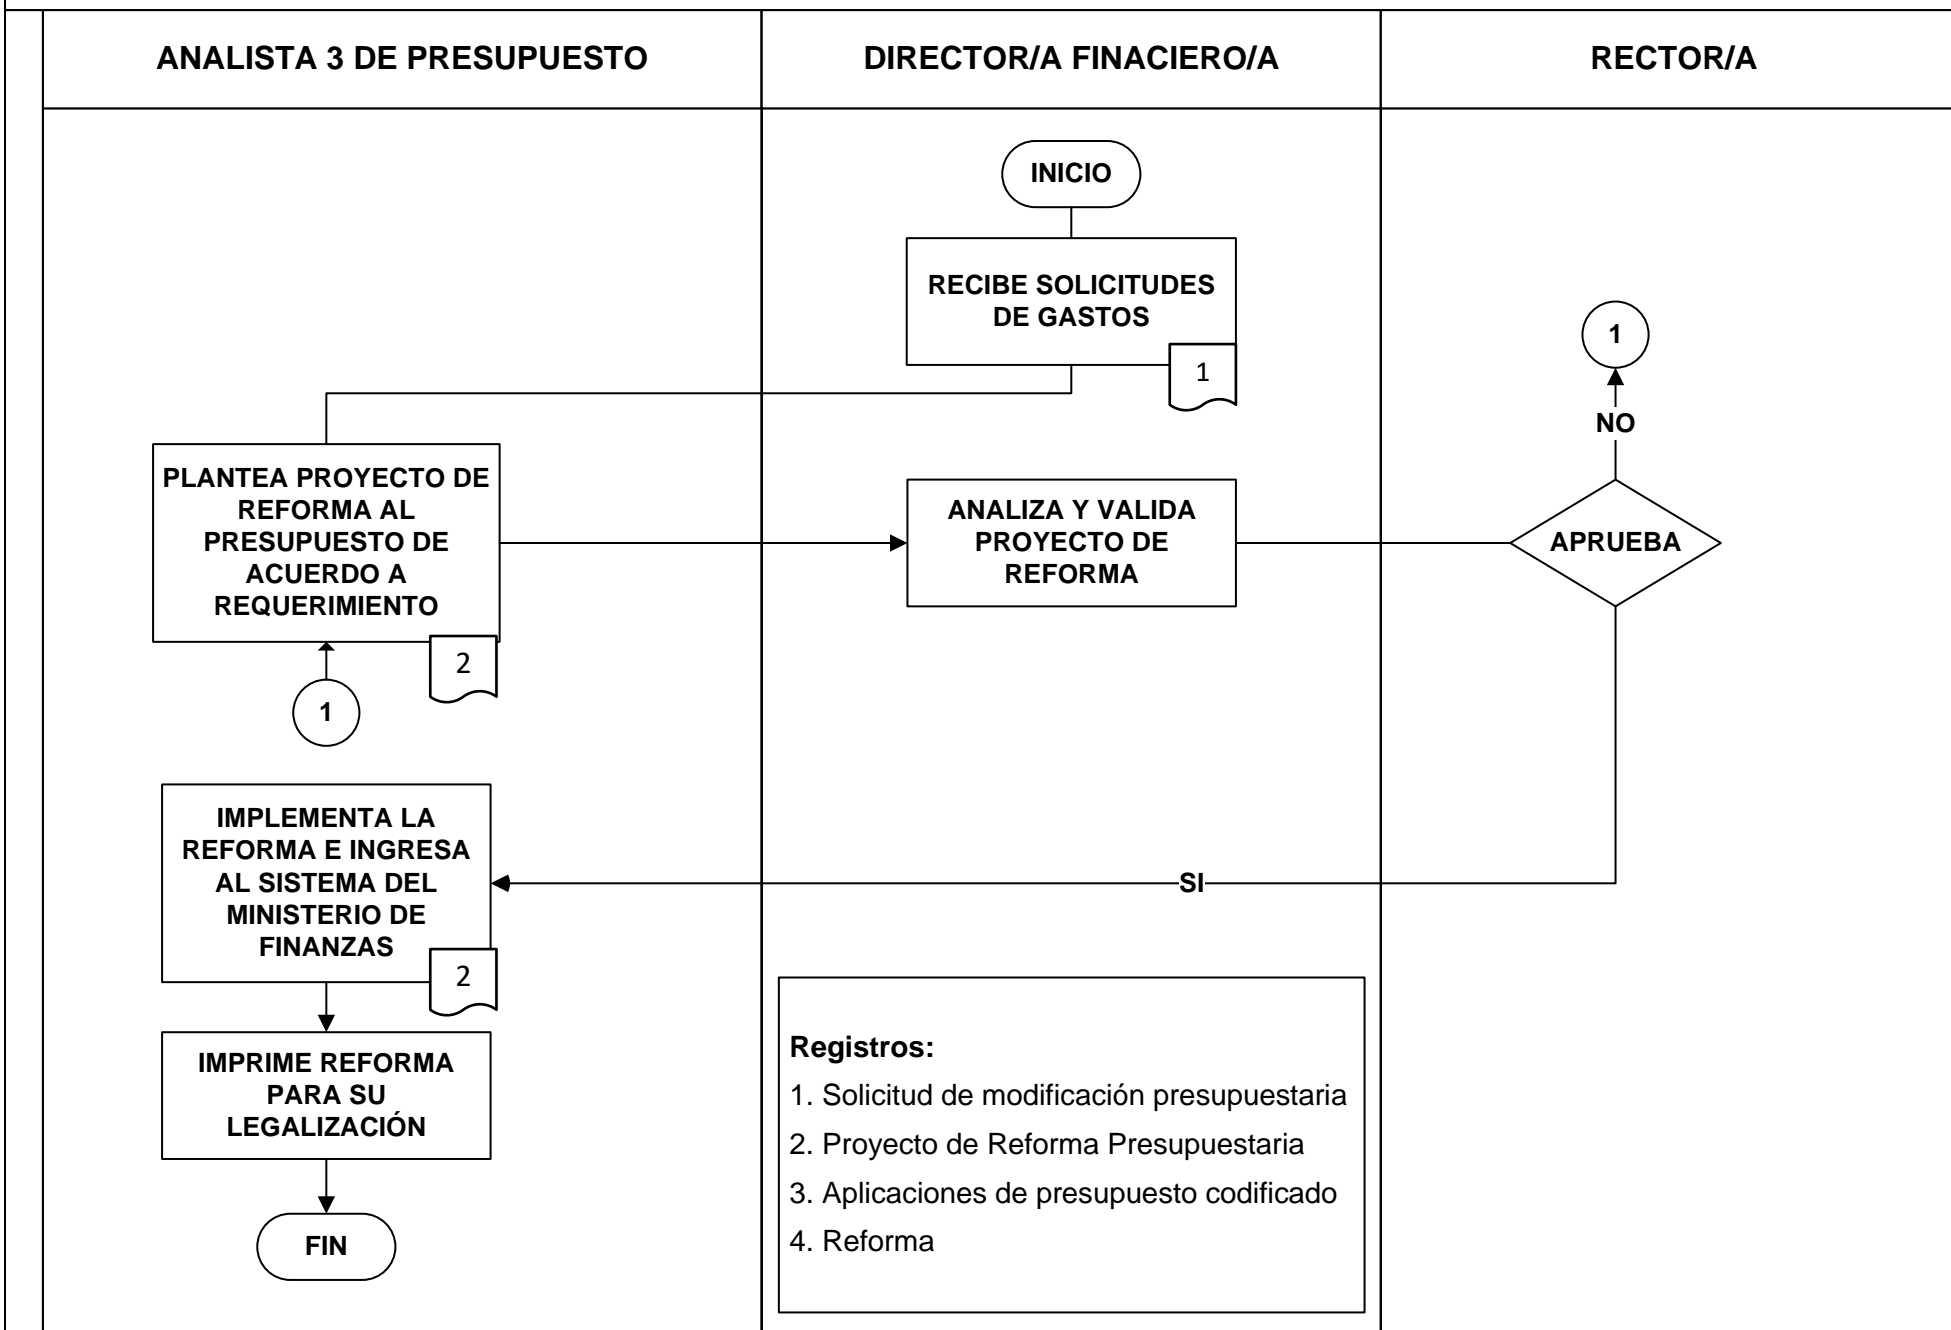 ANALISTA 3 DE PRESUPUESTO
DIRECTOR/A FINACIERO/A
RECTOR/A
INICIO
RECIBE SOLICITUDES
DE GASTOS
1
1
NO
PLANTEA PROYECTO DE
REFORMA AL
PRESUPUESTO DE
ACUERDO A
REQUERIMIENTO
2
ANALIZA Y VALIDA
PROYECTO DE
REFORMA
APRUEBA
1
IMPLEMENTA LA
REFORMA E INGRESA
AL SISTEMA DEL
MINISTERIO DE
FINANZAS
2
SI
IMPRIME REFORMA
PARA SU
LEGALIZACIÓN
FIN
Registros:
1. Solicitud de modificación presupuestaria
2. Proyecto de Reforma Presupuestaria
3. Aplicaciones de presupuesto codificado
4. Reforma